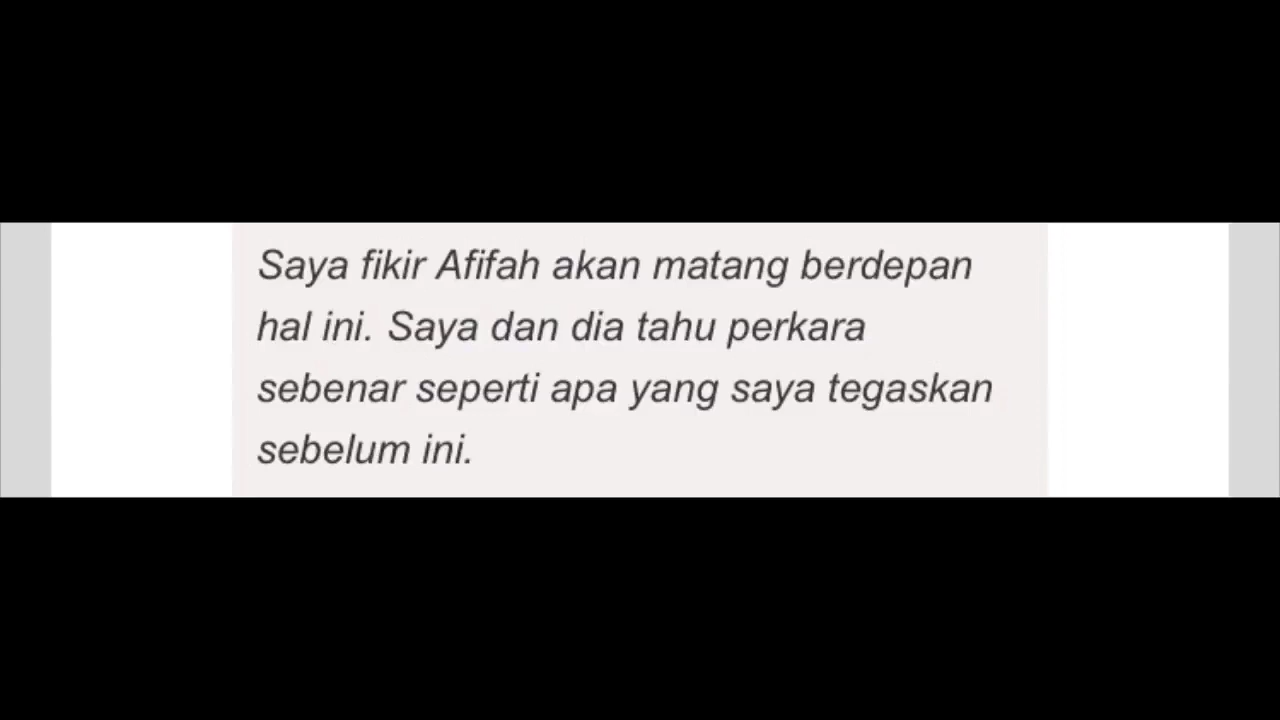 Saya fikir Afifah akan matang berdepan
hal ini. Saya dan dia tahu perkara
sebenar seperti apa yang saya tegaskan
sebelum ini.